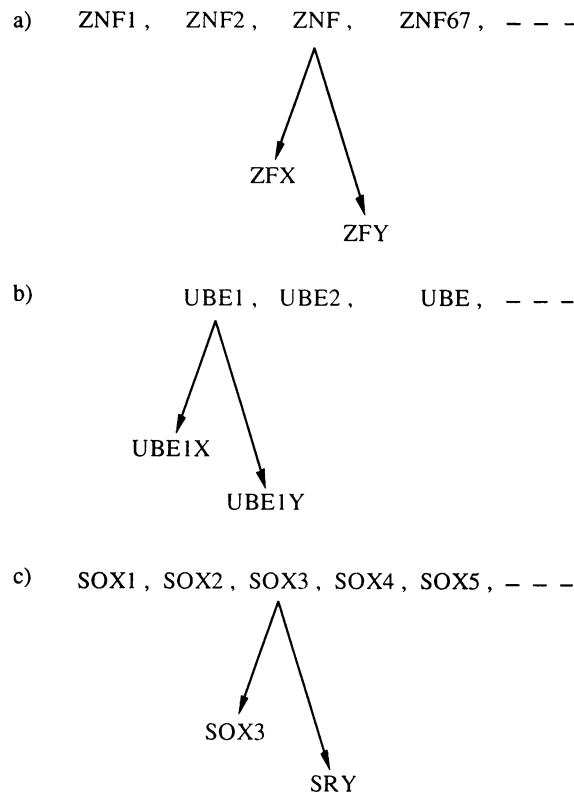 a) ZNF1, ZNF2, ZNF, ZNF67, – – –
ZFX
ZFY
b) UBE1, UBE2, UBE, – – –
UBE1X
UBE1Y
c) SOX1, SOX2, SOX3, SOX4, SOX5, – – –
SOX3
SRY